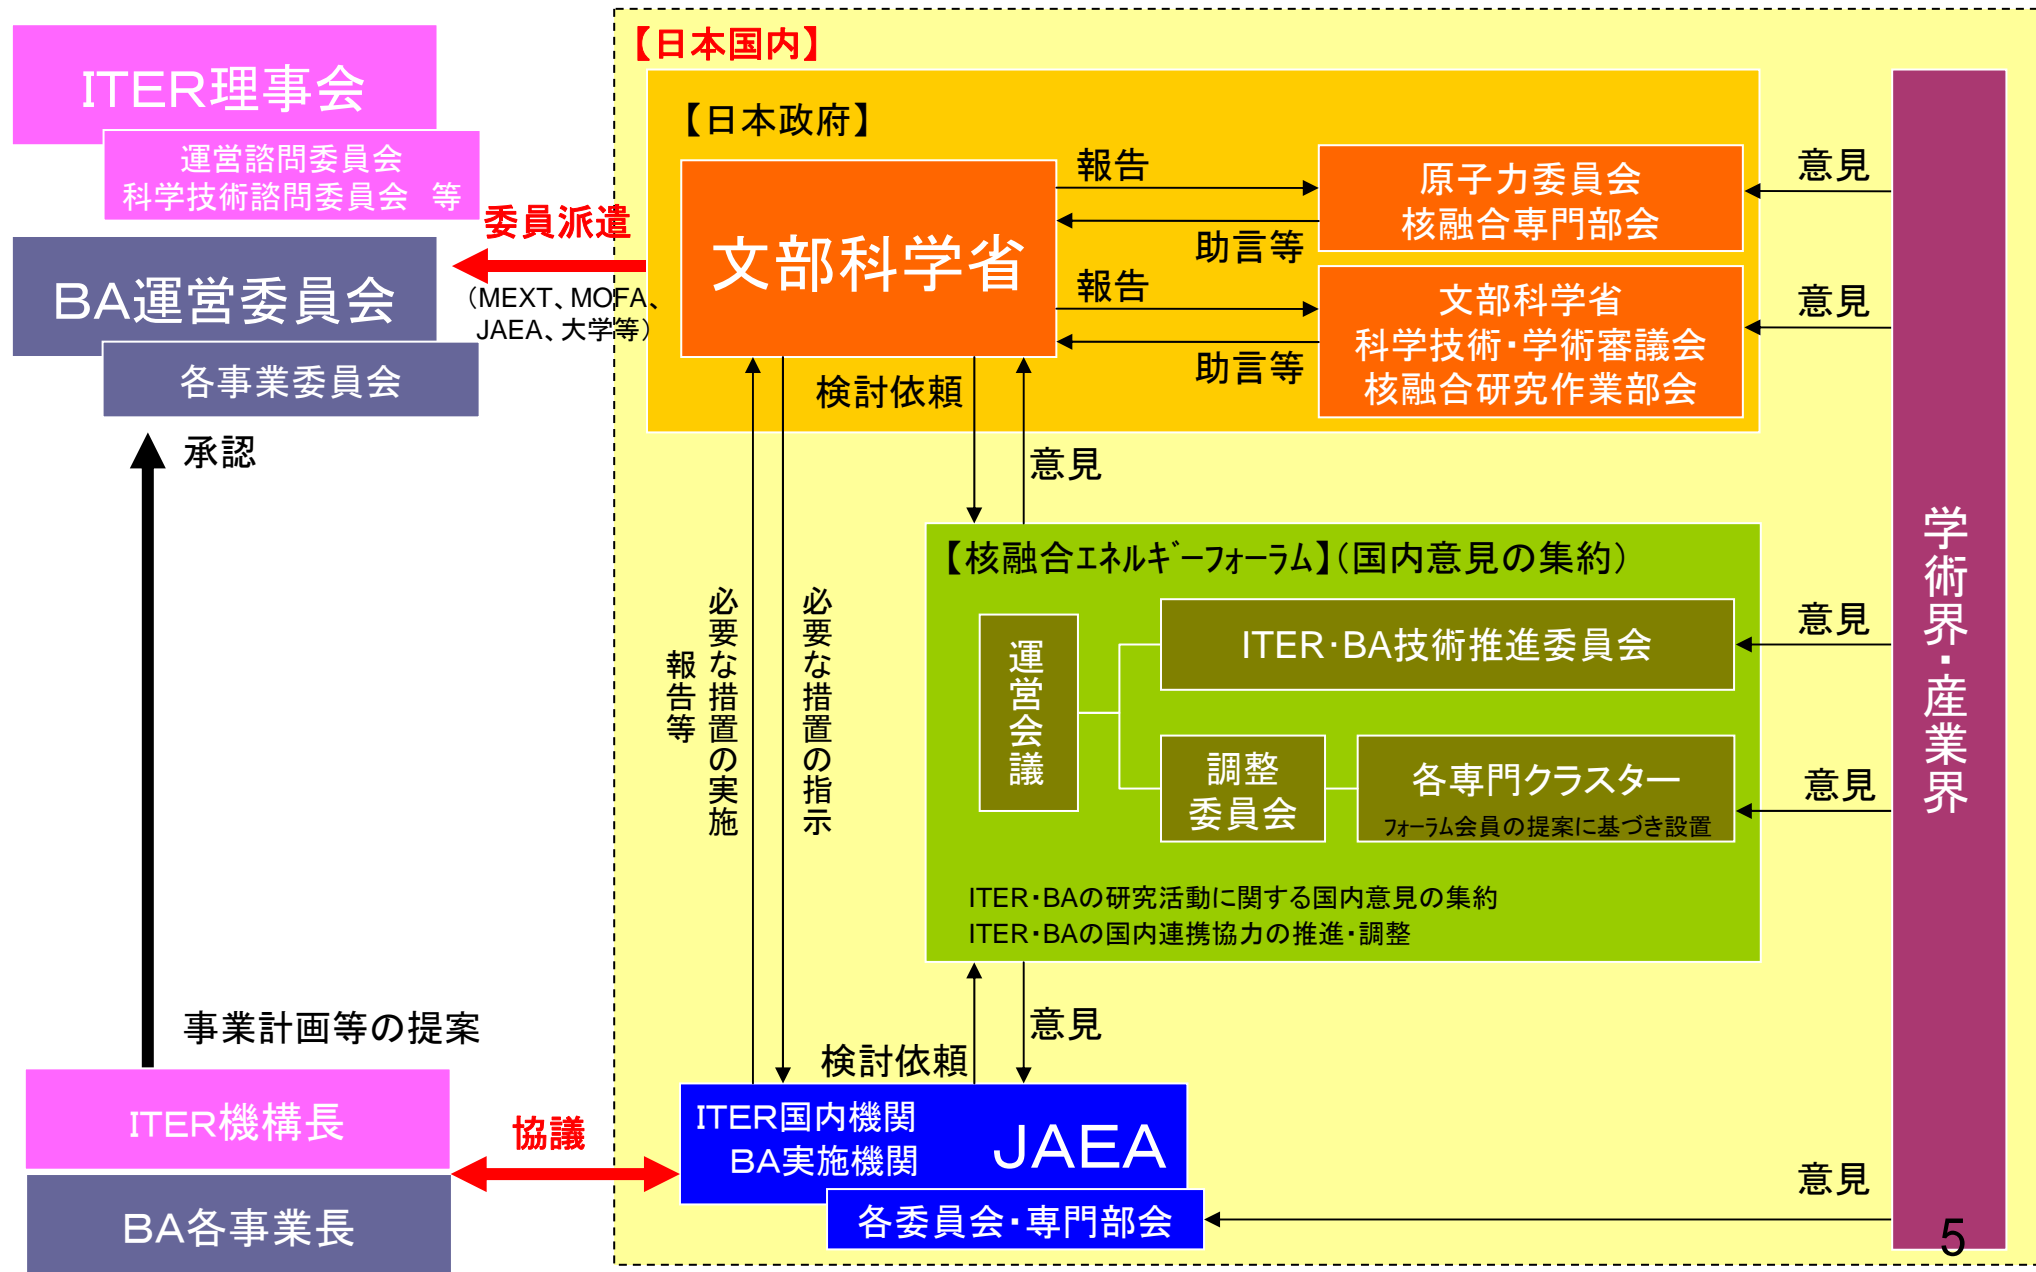 【日本国内】
ITER理事会
運営諮問委員会
科学技術諮問委員会　等
委員派遣
(MEXT、MOFA、
JAEA、大学等)
BA運営委員会
各事業委員会
承認
事業計画等の提案
ITER機構長
BA各事業長
協議
【日本政府】
文部科学省
報告
助言等
報告
助言等
原子力委員会
核融合専門部会
文部科学省
科学技術・学術審議会
核融合研究作業部会
意見
意見
検討依頼
意見
必要な措置の実施
報告等
必要な措置の指示
【核融合ｴﾈﾙｷﾞｰﾌｫｰﾗﾑ】(国内意見の集約)
運営会議
ITER・BA技術推進委員会
調整
委員会
各専門クラスター
ﾌｫｰﾗﾑ会員の提案に基づき設置
ITER・BAの研究活動に関する国内意見の集約
ITER・BAの国内連携協力の推進・調整
意見
意見
検討依頼
意見
ITER国内機関
BA実施機関
JAEA
各委員会・専門部会
意見
学術界・産業界
5